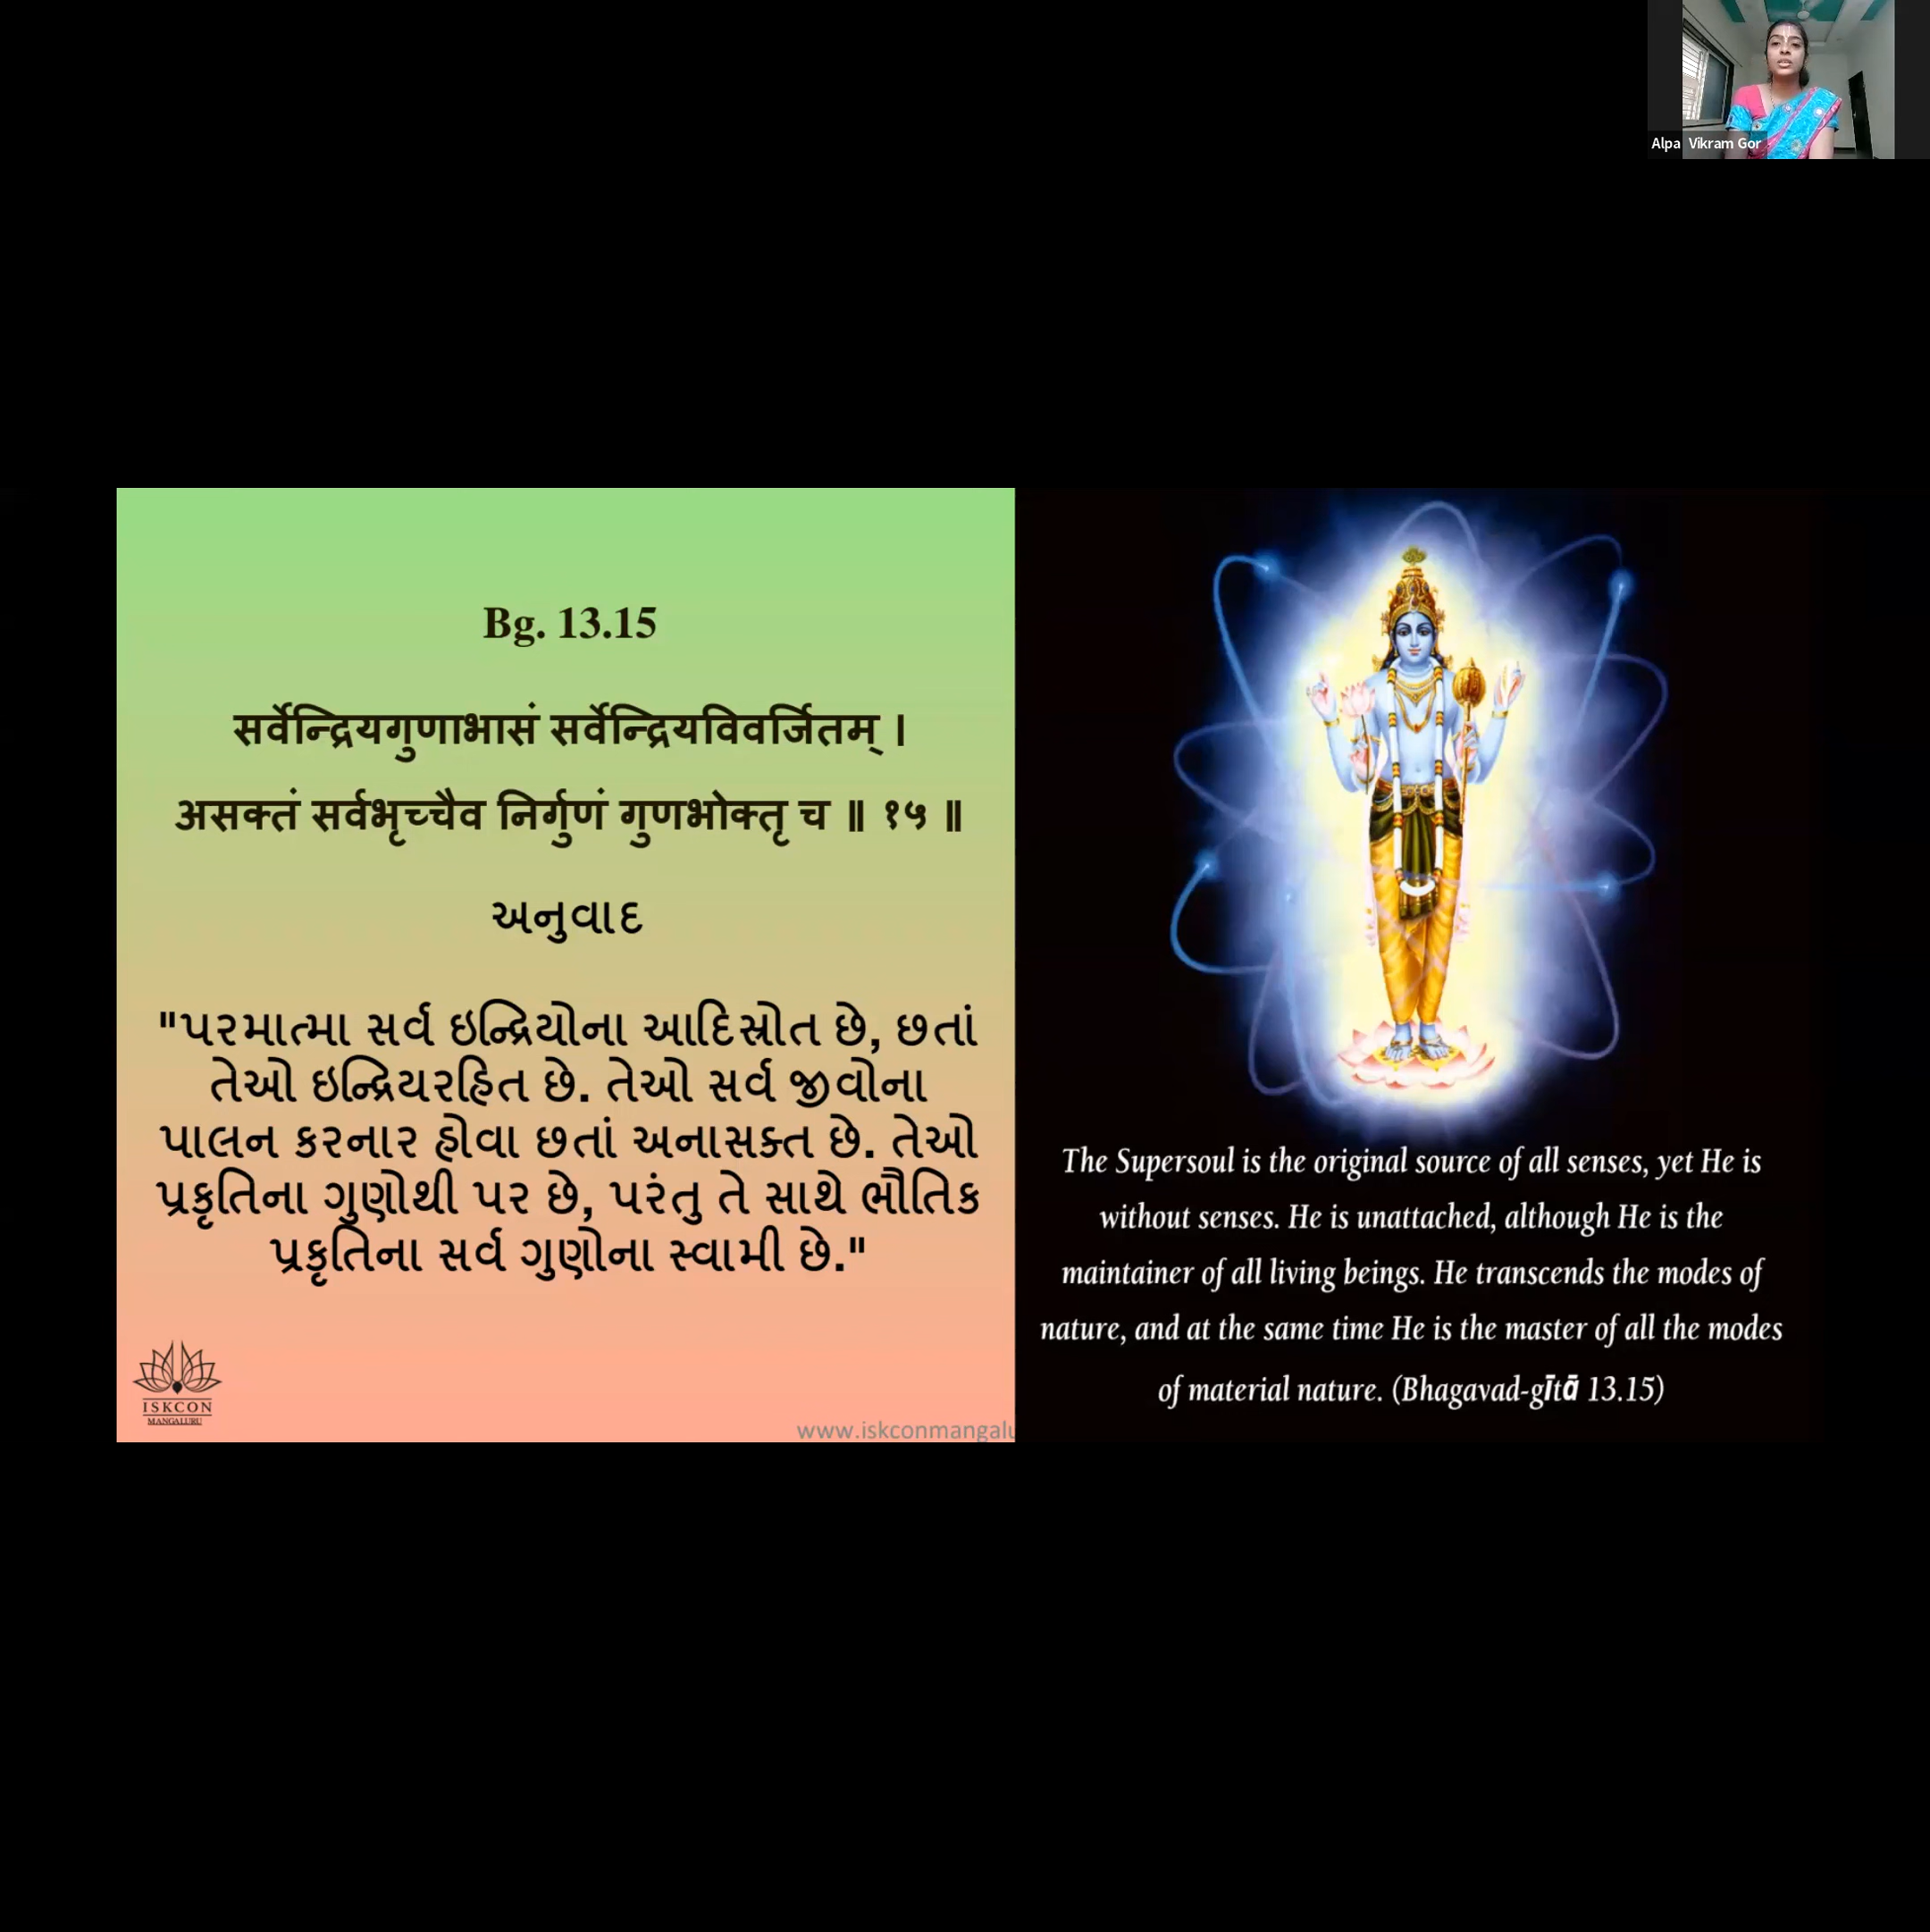 Alpa Vikram Gor
Bg. 13.15
सर्वेन्द्रियगुणाभासं सर्वेन्द्रियविवर्जितम् ।
असक्तं सर्वभृच्चैव निर्गुणं गुणभोक्तृ च ॥ १५ ॥
અનુવાદ
"પરમાત્મા સર્વ ઇન્દ્રિયોના આદિસ્રોત છે, છતાં
તેઓ ઇન્દ્રિયરહિત છે. તેઓ સર્વ જીવોના
પાલન કરનાર હોવા છતાં અનાસક્ત છે. તેઓ
પ્રકૃતિના ગુણોથી પર છે, પરંતુ તે સાથે ભૌતિક
પ્રકૃતિના સર્વ ગુણોના સ્વામી છે."
ISKCON
MANGALURU
www.iskconmangalu
The Supersoul is the original source of all senses, yet He is
without senses. He is unattached, although He is the
maintainer of all living beings. He transcends the modes of
nature, and at the same time He is the master of all the modes
of material nature. (Bhagavad-gītā 13.15)